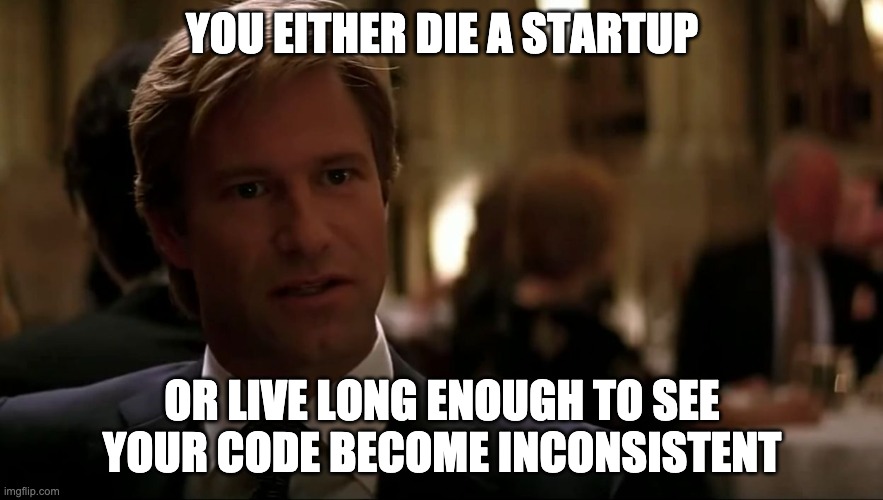 YOU EITHER DIE A STARTUP
OR LIVE LONG ENOUGH TO SEE
YOUR CODE BECOME INCONSISTENT
imgflip.com